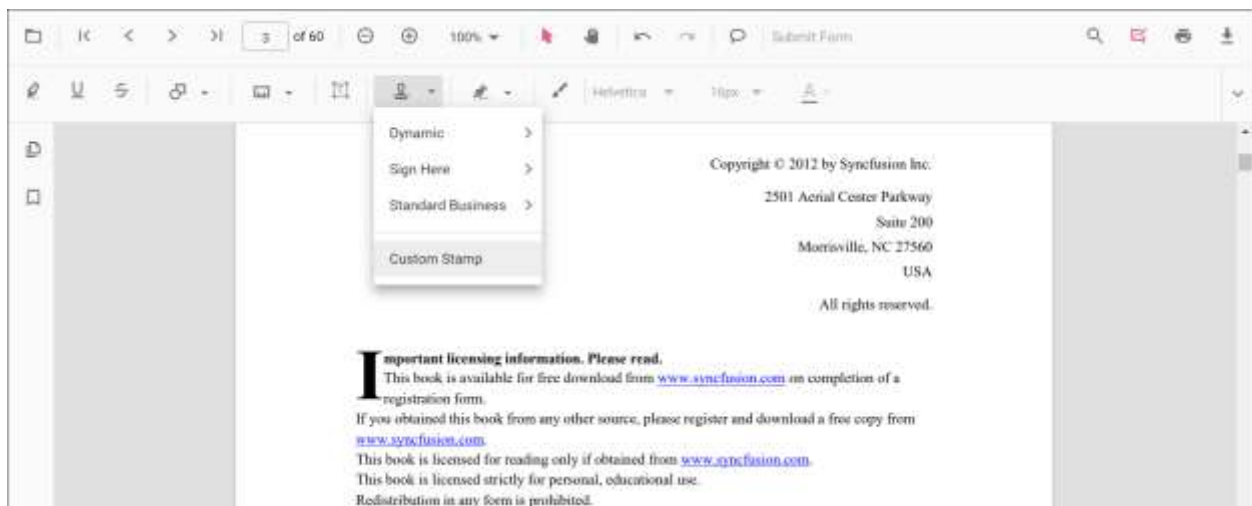 3 of 60 100% Submit Form
Helvetica 16px A
Dynamic
Sign Here
Standard Business
Custom Stamp
Copyright © 2012 by Syncfusion Inc.
2501 Aerial Center Parkway
Suite 200
Morrisville, NC 27560
USA
All rights reserved.
Important licensing information. Please read.
This book is available for free download from www.syncfusion.com on completion of a
registration form.
If you obtained this book from any other source, please register and download a free copy from
www.syncfusion.com.
This book is licensed for reading only if obtained from www.syncfusion.com.
This book is licensed strictly for personal, educational use.
Redistribution in any form is prohibited.